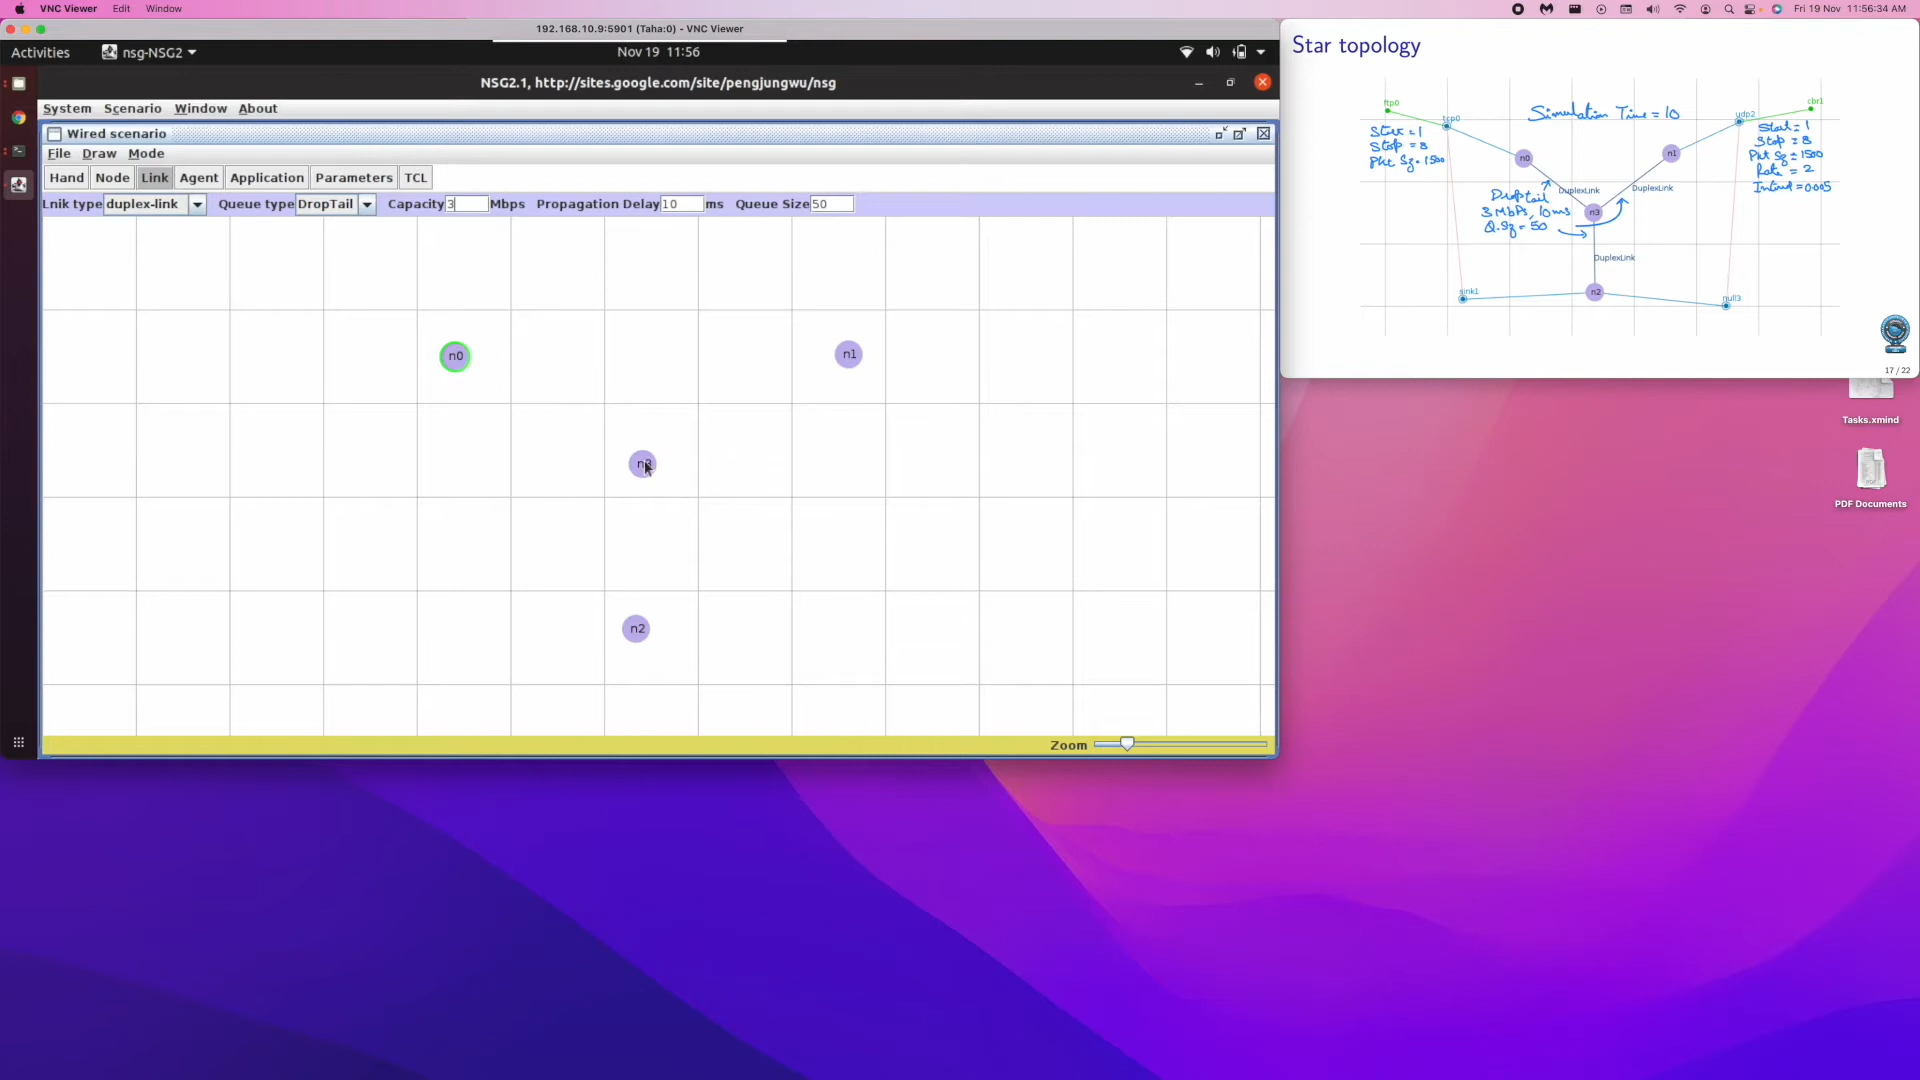 VNC Viewer Edit Window
Fri 19 Nov 11:56:34 AM
192.168.10.9:5901 (Taha:0) - VNC Viewer
Activities nsg-NSG2 Nov 19 11:56
NSG2.1, http://sites.google.com/site/pengjungwu/nsg
System Scenario Window About
Wired scenario
File Draw Mode
Hand Node Link Agent Application Parameters TCL
Lnik type duplex-link Queue type DropTail Capacity 3 Mbps Propagation Delay 10 ms Queue Size 50
n0
n1
n3
n2
Zoom
Star topology
ftp0
tcp0
Simulation Time = 10
udp2
cbr1
Start = 1
Stop = 8
Pkt Sz = 1500
Start = 1
Stop = 8
Pkt Sz = 1500
Rate = 2
Interval = 0.005
n0
n1
DuplexLink
DuplexLink
Droptail
3 Mbps, 10ms
Q.Sz = 50
n3
DuplexLink
sink1
n2
null3
17 / 22
Tasks.xmind
PDF Documents